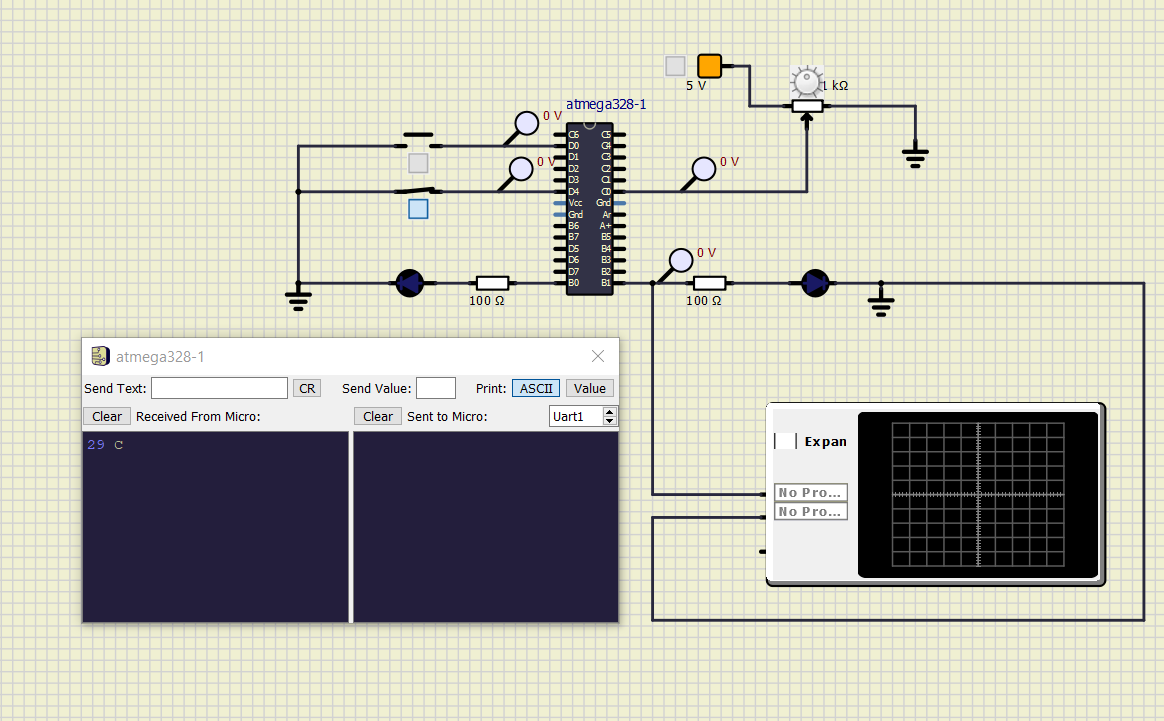 5 V
1 kΩ
atmega328-1
0 V
0 V
0 V
C6 C5
D0 C4
D1 C3
D2 C2
D3 C1
D4 C0
Vcc Gnd
Gnd Ar
B6 A+
B7 B5
D5 B4
D6 B3
D7 B2
B0 B1
0 V
100 Ω
100 Ω
atmega328-1
Send Text: CR Send Value: Print: ASCII Value
Clear Received From Micro: Clear Sent to Micro: Uart1
29 C
Expan
No Pro...
No Pro...